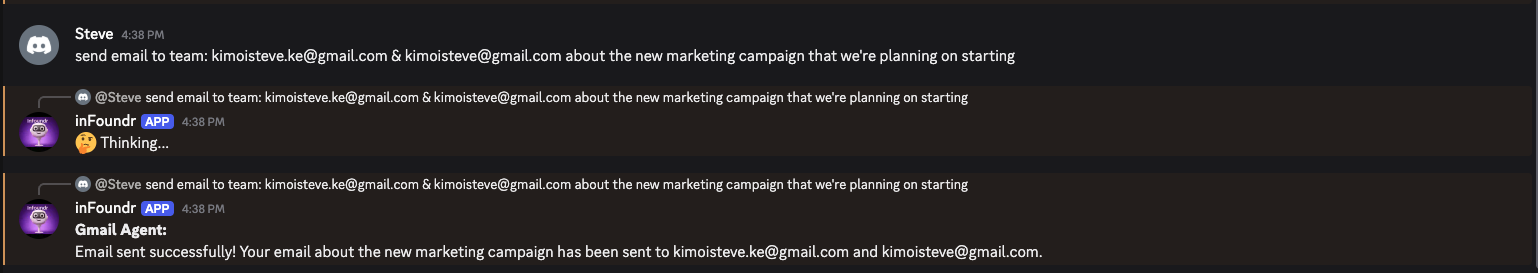 Steve 4:38 PM
send email to team: kimoisteve.ke@gmail.com & kimoisteve@gmail.com about the new marketing campaign that we're planning on starting
@Steve send email to team: kimoisteve.ke@gmail.com & kimoisteve@gmail.com about the new marketing campaign that we're planning on starting
inFoundr APP 4:38 PM
🤔 Thinking...
@Steve send email to team: kimoisteve.ke@gmail.com & kimoisteve@gmail.com about the new marketing campaign that we're planning on starting
inFoundr APP 4:38 PM
Gmail Agent:
Email sent successfully! Your email about the new marketing campaign has been sent to kimoisteve.ke@gmail.com and kimoisteve@gmail.com.